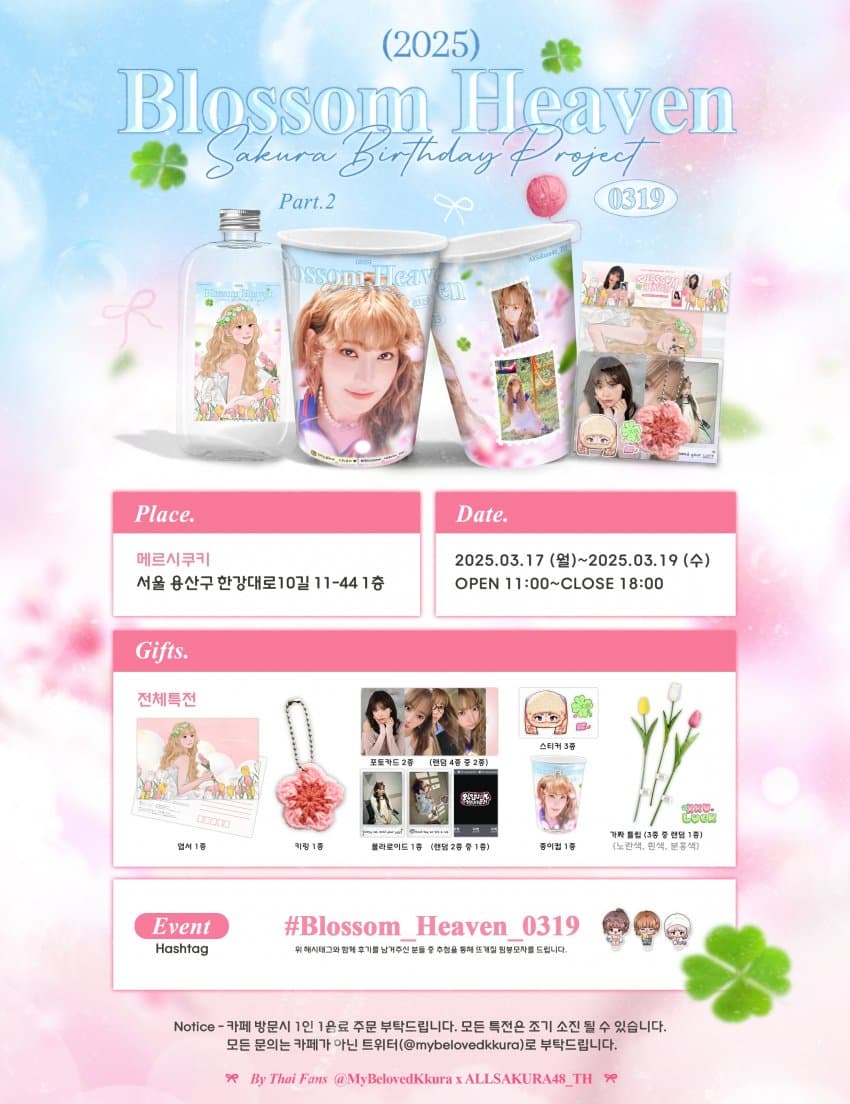 (2025)
Blossom Heaven
Sakura Birthday Project
Part.2
0319
Blossom Heaven
Blossom Heaven
Place.
메르시쿠키
서울 용산구 한강대로10길 11-44 1층
Date.
2025.03.17 (월)~2025.03.19 (수)
OPEN 11:00~CLOSE 18:00
Gifts.
전체특전
엽서 1종
키링 1종
포토카드 2종 (랜덤 4종 중 2종)
폴라로이드 1종 (랜덤 2종 중 1종)
스티커 3종
종이컵 1종
LUCK
가짜 튤립 (3종 중 랜덤 1종)
(노란색, 흰색, 분홍색)
Event
Hashtag
#Blossom_Heaven_0319
위 해시태그와 함께 후기를 남겨주신 분들 중 추첨을 통해 뜨개질 핌봉모자를 드립니다.
Notice - 카페 방문시 1인 1음료 주문 부탁드립니다. 모든 특전은 조기 소진 될 수 있습니다.
모든 문의는 카페가 아닌 트위터(@mybelovedkkura)로 부탁드립니다.
By Thai Fans @MyBelovedKkura x ALLSAKURA48_TH